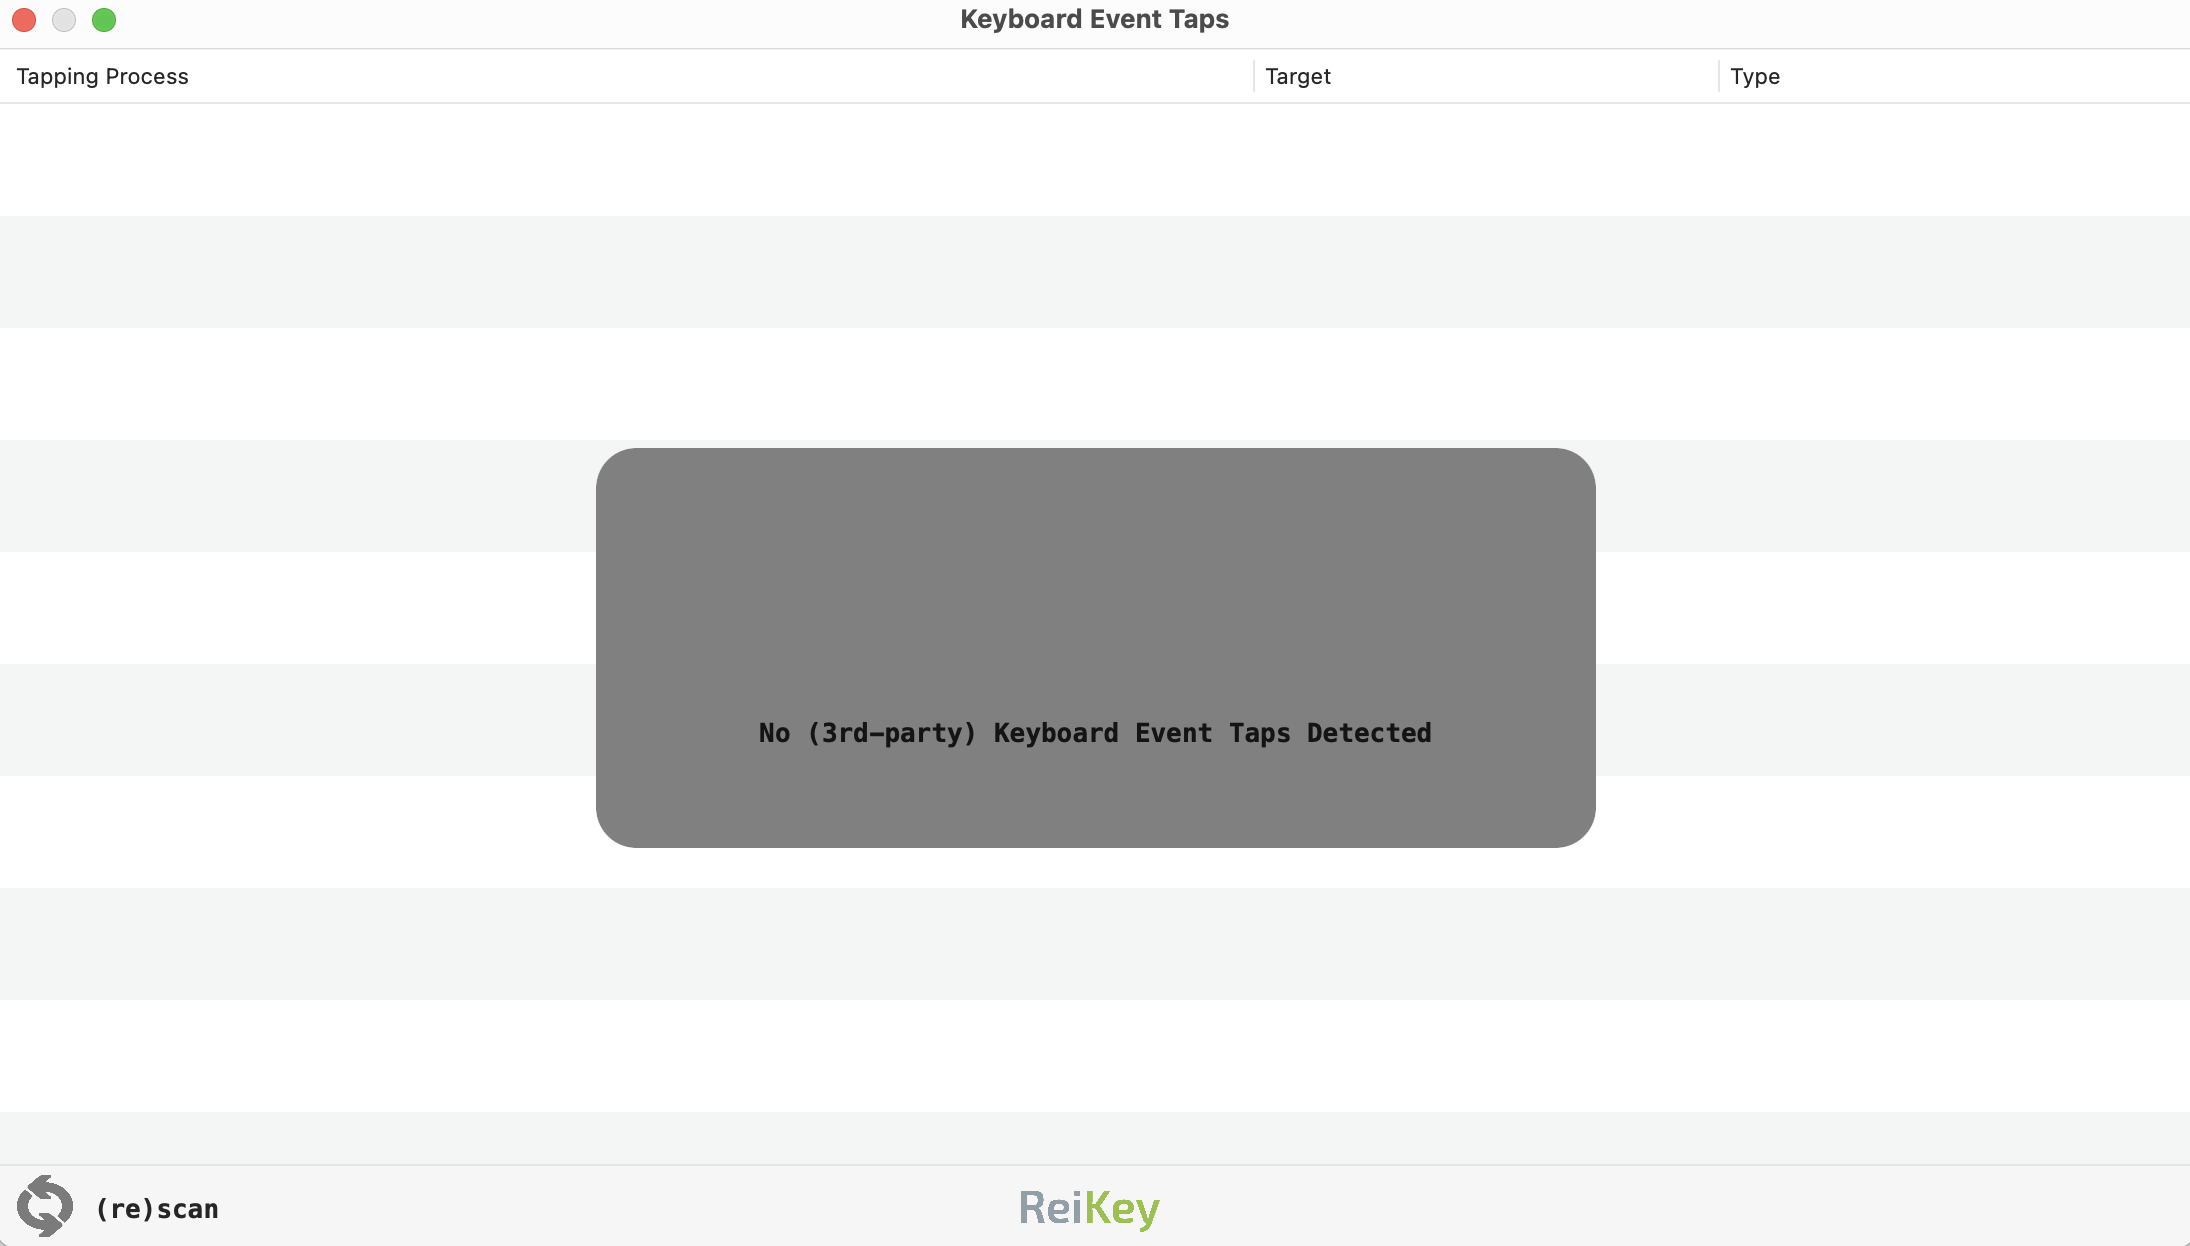 Keyboard Event Taps
Tapping Process Target Type
No (3rd-party) Keyboard Event Taps Detected
(re)scan ReiKey